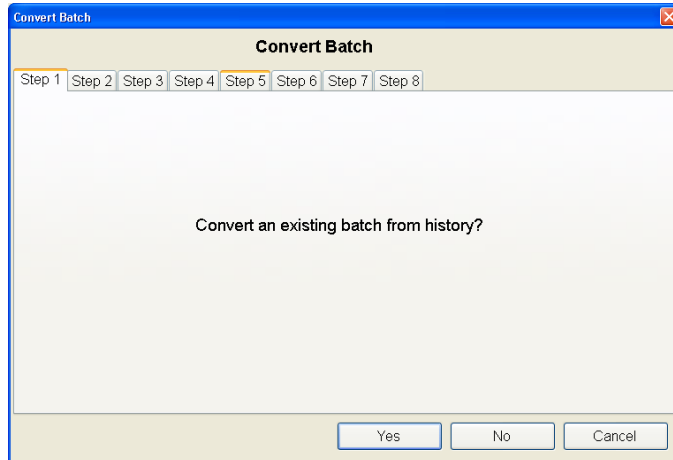 Convert Batch
Convert Batch
Step 1 Step 2 Step 3 Step 4 Step 5 Step 6 Step 7 Step 8
Convert an existing batch from history?
Yes No Cancel